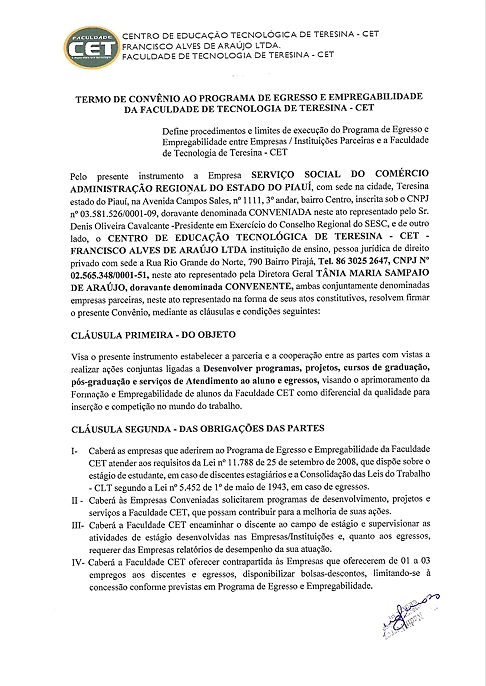 FACULDADE
CET
CENTRO DE EDUCAÇÃO TECNOLÓGICA DE TERESINA - CET
FRANCISCO ALVES DE ARAÚJO LTDA.
FACULDADE DE TECNOLOGIA DE TERESINA - CET
TERMO DE CONVÊNIO AO PROGRAMA DE EGRESSO E EMPREGABILIDADE
DA FACULDADE DE TECNOLOGIA DE TERESINA - CET
Define procedimentos e limites de execução do Programa de Egresso e
Empregabilidade entre Empresas / Instituições Parceiras e a Faculdade
de Tecnologia de Teresina - CET
Pelo presente instrumento a Empresa SERVIÇO SOCIAL DO COMÉRCIO
ADMINISTRAÇÃO REGIONAL DO ESTADO DO PIAUÍ, com sede na cidade, Teresina
estado do Piauí, na Avenida Campos Sales, nº 1111, 3º andar, bairro Centro, inscrita sob o CNPJ
nº 03.581.526/0001-09, doravante denominada CONVENIADA neste ato representado pelo Sr.
Denis Oliveira Cavalcante -Presidente em Exercício do Conselho Regional do SESC, e de outro
lado, o CENTRO DE EDUCAÇÃO TECNOLÓGICA DE TERESINA - CET -
FRANCISCO ALVES DE ARAÚJO LTDA instituição de ensino, pessoa jurídica de direito
privado com sede a Rua Rio Grande do Norte, 790 Bairro Pirajá, Tel. 86 3025 2647, CNPJ Nº
02.565.348/0001-51, neste ato representado pela Diretora Geral TÂNIA MARIA SAMPAIO
DE ARAÚJO, doravante denominada CONVENENTE, ambas conjuntamente denominadas
empresas parceiras, neste ato representado na forma de seus atos constitutivos, resolvem firmar
o presente Convênio, mediante as cláusulas e condições seguintes:
CLÁUSULA PRIMEIRA - DO OBJETO
Visa o presente instrumento estabelecer a parceria e a cooperação entre as partes com vistas a
realizar ações conjuntas ligadas a Desenvolver programas, projetos, cursos de graduação,
pós-graduação e serviços de Atendimento ao aluno e egressos, visando o aprimoramento da
Formação e Empregabilidade de alunos da Faculdade CET como diferencial da qualidade para
inserção e competição no mundo do trabalho.
CLÁUSULA SEGUNDA - DAS OBRIGAÇÕES DAS PARTES
I- Caberá as empresas que aderirem ao Programa de Egresso e Empregabilidade da Faculdade
CET atender aos requisitos da Lei nº 11.788 de 25 de setembro de 2008, que dispõe sobre o
estágio de estudante, em caso de discentes estagiários e a Consolidação das Leis do Trabalho
- CLT segundo a Lei nº 5.452 de 1º de maio de 1943, em caso de egressos.
II - Caberá às Empresas Conveniadas solicitarem programas de desenvolvimento, projetos e
serviços a Faculdade CET, que possam contribuir para a melhoria de suas ações.
III- Caberá a Faculdade CET encaminhar o discente ao campo de estágio e supervisionar as
atividades de estágio desenvolvidas nas Empresas/Instituições e, quanto aos egressos,
requerer das Empresas relatórios de desempenho da sua atuação.
IV- Caberá a Faculdade CET oferecer contrapartida às Empresas que oferecerem de 01 a 03
empregos aos discentes e egressos, disponibilizar bolsas-descontos, limitando-se à
concessão conforme previstas em Programa de Egresso e Empregabilidade.